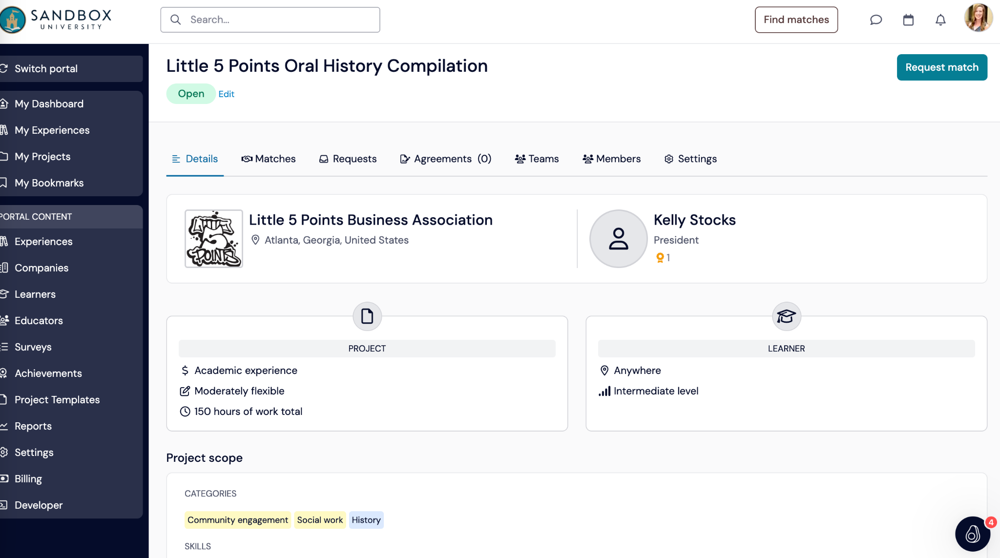 SANDBOX
UNIVERSITY
Search...
Find matches
Switch portal
My Dashboard
My Experiences
My Projects
My Bookmarks
PORTAL CONTENT
Experiences
Companies
Learners
Educators
Surveys
Achievements
Project Templates
Reports
Settings
Billing
Developer
Little 5 Points Oral History Compilation
Request match
Open Edit
Details Matches Requests Agreements (0) Teams Members Settings
LITTLE
5
POINTS
Little 5 Points Business Association
Atlanta, Georgia, United States
Kelly Stocks
President
1
PROJECT
$ Academic experience
Moderately flexible
150 hours of work total
LEARNER
Anywhere
Intermediate level
Project scope
CATEGORIES
Community engagement Social work History
SKILLS
4